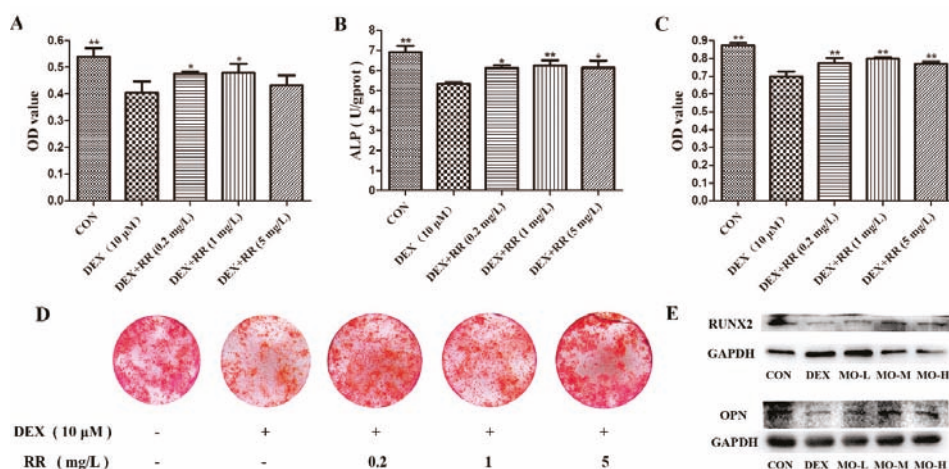 A
B
C
OD value
0.6
0.5
0.4
0.3
0.2
0.1
0.0
**
*
*
CON
DEX (10 μM)
DEX+RR (0.2 mg/L)
DEX+RR (1 mg/L)
DEX+RR (5 mg/L)
ALP ( U/gprot)
8
7
6
5
4
3
2
1
0
**
*
**
*
CON
DEX (10 μM)
DEX+RR (0.2 mg/L)
DEX+RR (1 mg/L)
DEX+RR (5 mg/L)
OD value
0.9
0.8
0.6
0.5
0.3
0.2
0.0
**
**
**
**
CON
DEX (10 μM)
DEX+RR (0.2 mg/L)
DEX+RR (1 mg/L)
DEX+RR (5 mg/L)
D
DEX ( 10 μM ) - + + + +
RR ( mg/L) - - 0.2 1 5
E
RUNX2
GAPDH
CON DEX MO-L MO-M MO-H
OPN
GAPDH
CON DEX MO-L MO-M MO-H